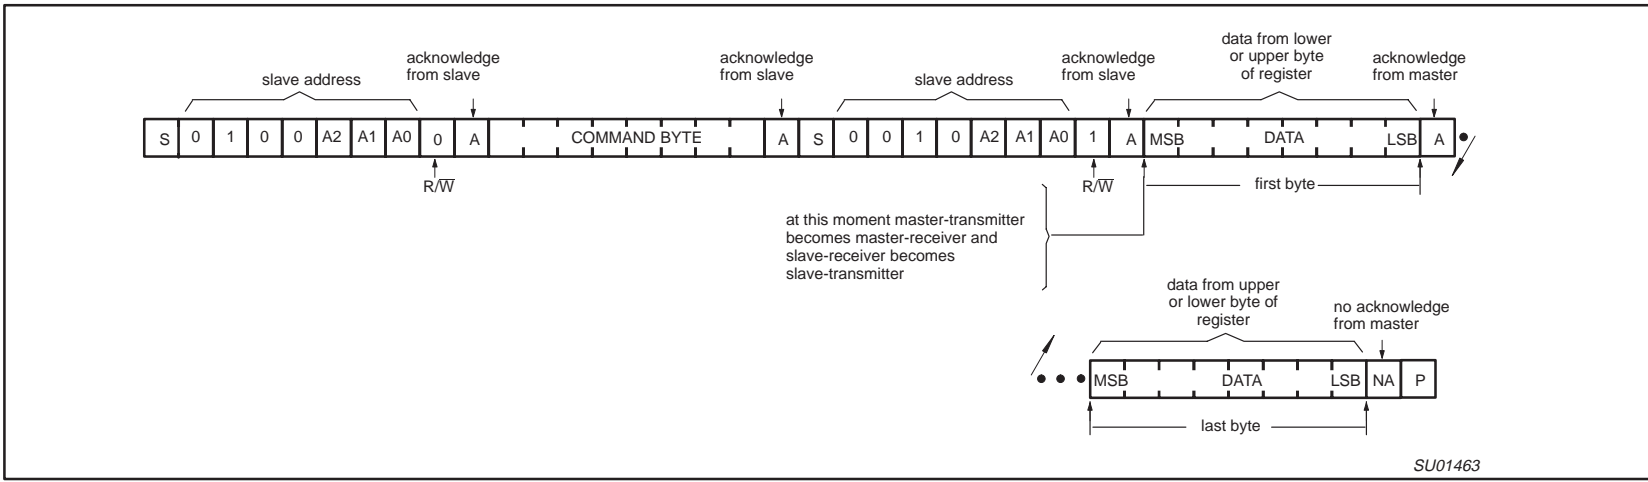 acknowledge
from slave
acknowledge
from slave
acknowledge
from slave
data from lower
or upper byte
of register
acknowledge
from master
slave address
slave address
S 0 1 0 0 A2 A1 A0 0 A COMMAND BYTE A S 0 0 1 0 A2 A1 A0 1 A MSB DATA LSB A
R/W̅
R/W̅
first byte
at this moment master-transmitter
becomes master-receiver and
slave-receiver becomes
slave-transmitter
data from upper
or lower byte of
register
no acknowledge
from master
MSB DATA LSB NA P
last byte
SU01463